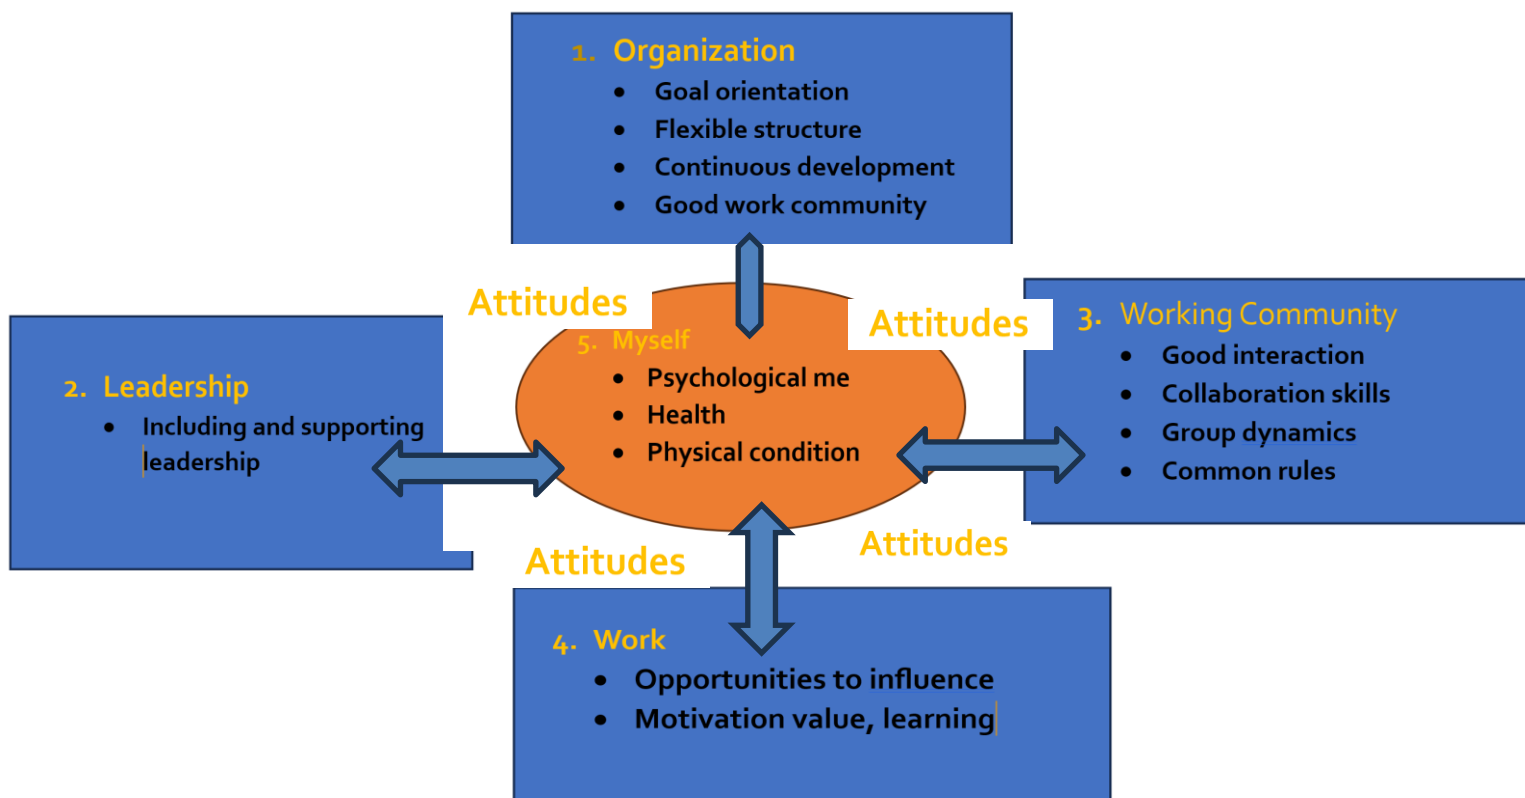 1. Organization
• Goal orientation
• Flexible structure
• Continuous development
• Good work community
Attitudes
Attitudes
2. Leadership
• Including and supporting
leadership
5. Myself
• Psychological me
• Health
• Physical condition
3. Working Community
• Good interaction
• Collaboration skills
• Group dynamics
• Common rules
Attitudes
Attitudes
4. Work
• Opportunities to influence
• Motivation value, learning